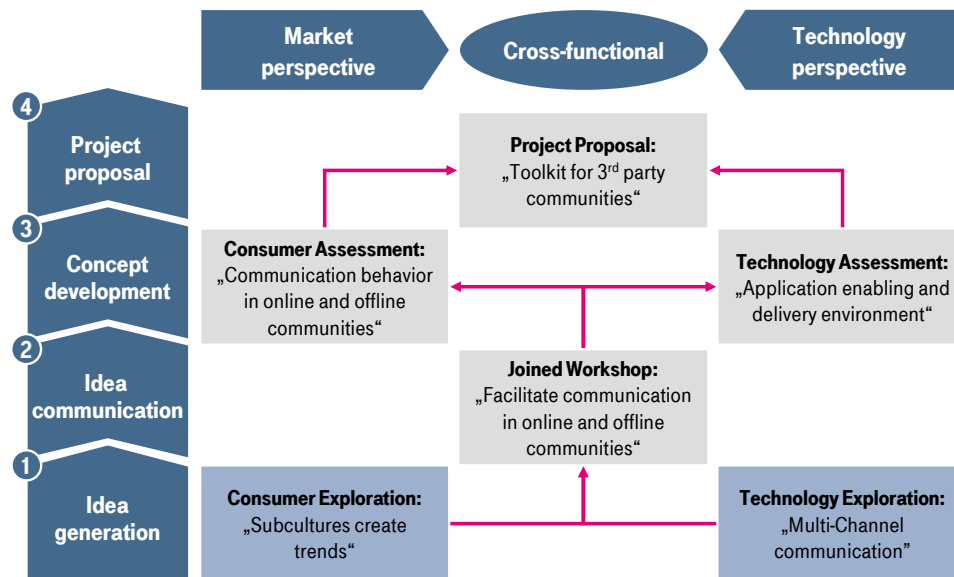 Market
perspective
Cross-functional
Technology
perspective
4
Project
proposal
Project Proposal:
„Toolkit for 3rd party
communities“
3
Concept
development
Consumer Assessment:
„Communication behavior
in online and offline
communities“
Technology Assessment:
„Application enabling and
delivery environment“
2
Idea
communication
Joined Workshop:
„Facilitate communication
in online and offline
communities“
1
Idea
generation
Consumer Exploration:
„Subcultures create
trends“
Technology Exploration:
„Multi-Channel
communication”